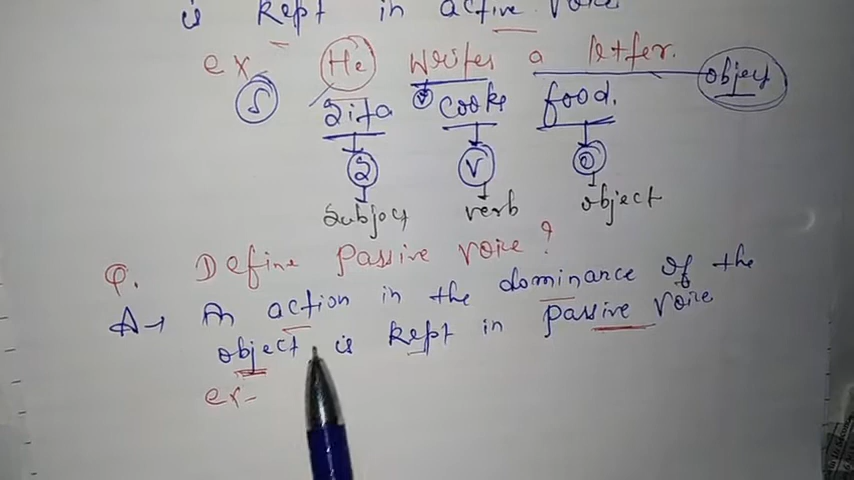 is kept in active voice
ex He writes a letter. object
S Sita V cooks food.
S V O
Subject verb object
Q. Define Passive voice?
A→ An action in the dominance of the
object is kept in passive voice
ex-